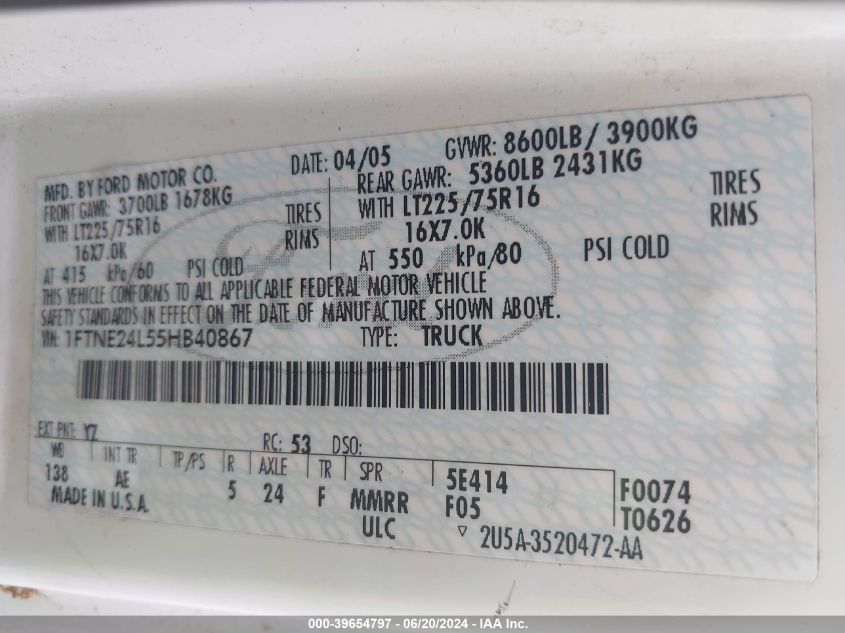 DATE: 04/05 GVWR: 8600LB / 3900KG
MFD. BY FORD MOTOR CO.
FRONT GAWR: 3700LB 1678KG REAR GAWR: 5360LB 2431KG
WITH LT225/75R16 TIRES WITH LT225/75R16 TIRES
16X7.0K RIMS 16X7.0K RIMS
AT 415 kPa/60 PSI COLD AT 550 kPa/80 PSI COLD
THIS VEHICLE CONFORMS TO ALL APPLICABLE FEDERAL MOTOR VEHICLE
SAFETY STANDARDS IN EFFECT ON THE DATE OF MANUFACTURE SHOWN ABOVE.
VIN: 1FTNE24L55HB40867 TYPE: TRUCK
EXT PNT: YZ RC: 53 DSO:
WB INT TR TP/PS R AXLE TR SPR
138 AE 5 24 F MMRR 5E414 F0074
MADE IN U.S.A. ULC F05 T0626
▽ 2U5A-3520472-AA
000-39654797 - 06/20/2024 - IAA Inc.